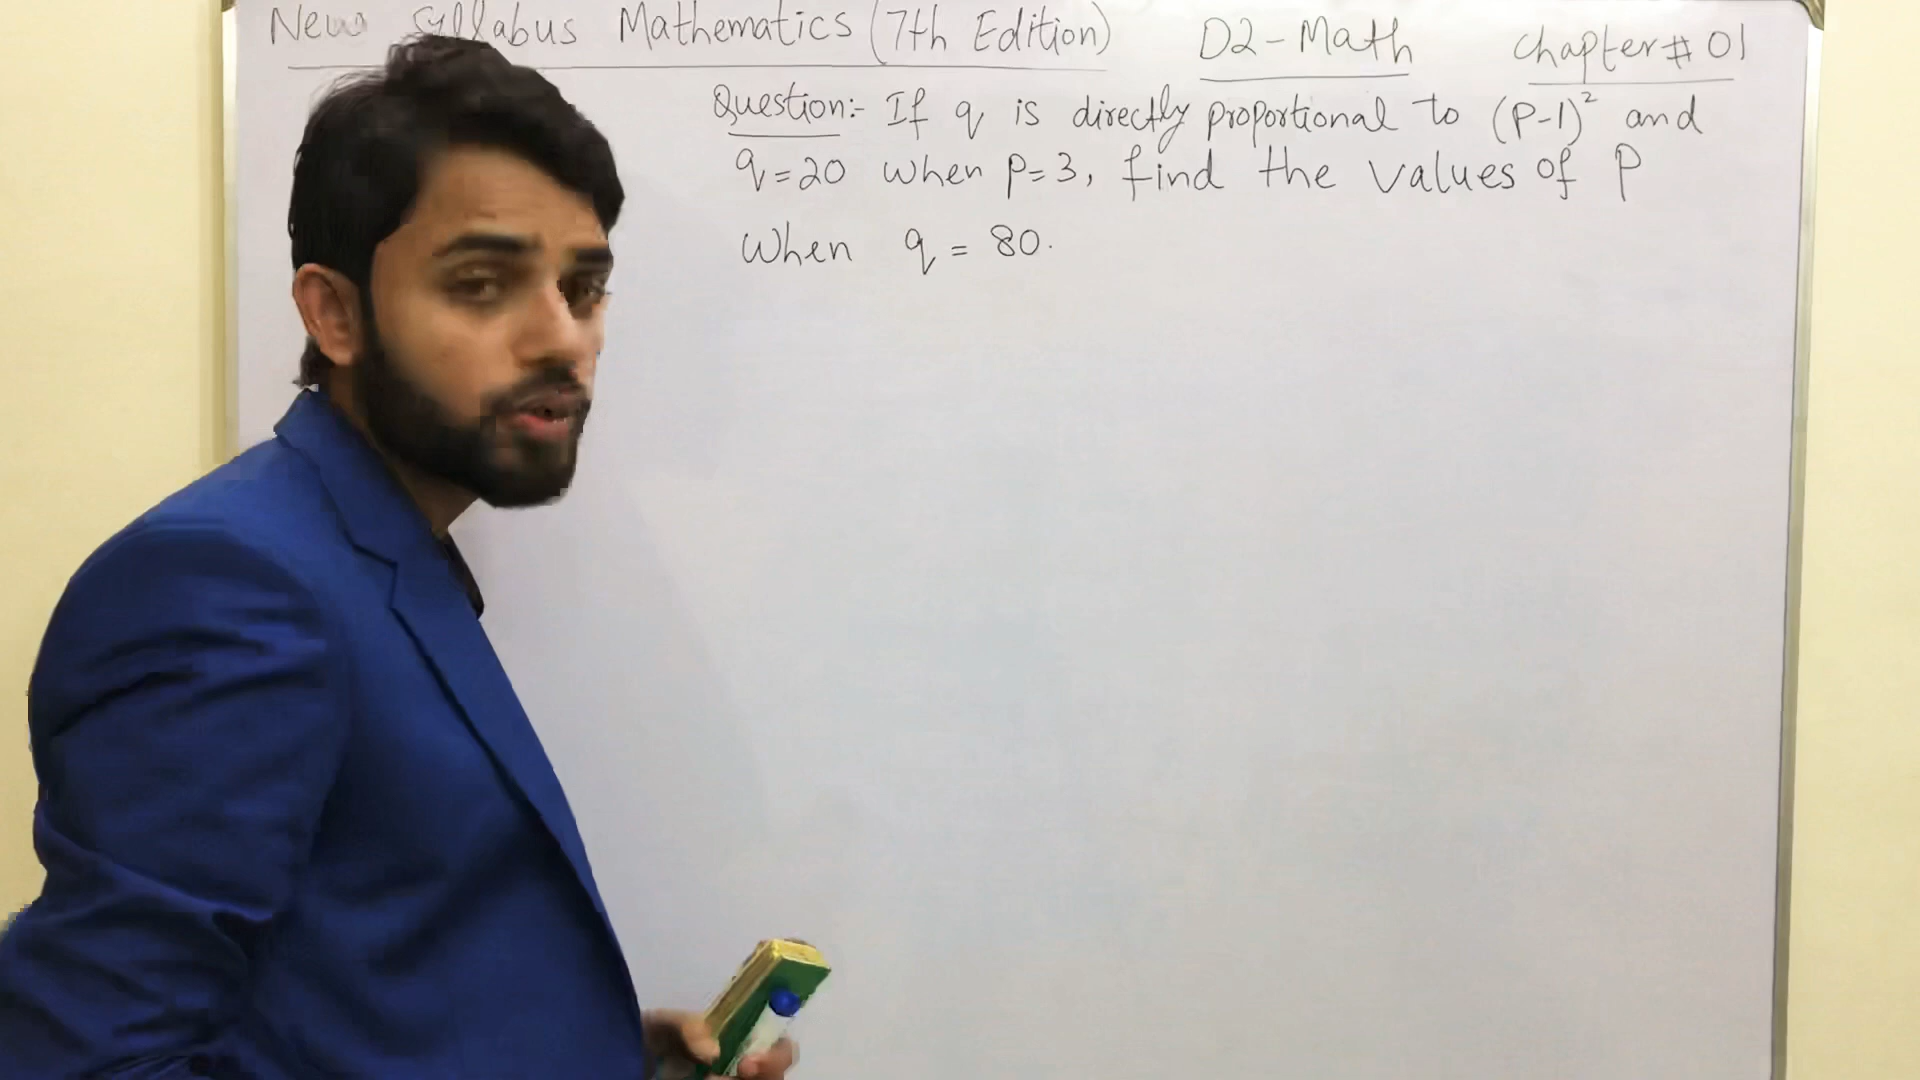 New Syllabus Mathematics (7th Edition) D2-Math Chapter # 01
Question:- If q is directly proportional to (P-1)² and
q=20 when p=3, find the values of P
When q = 80.